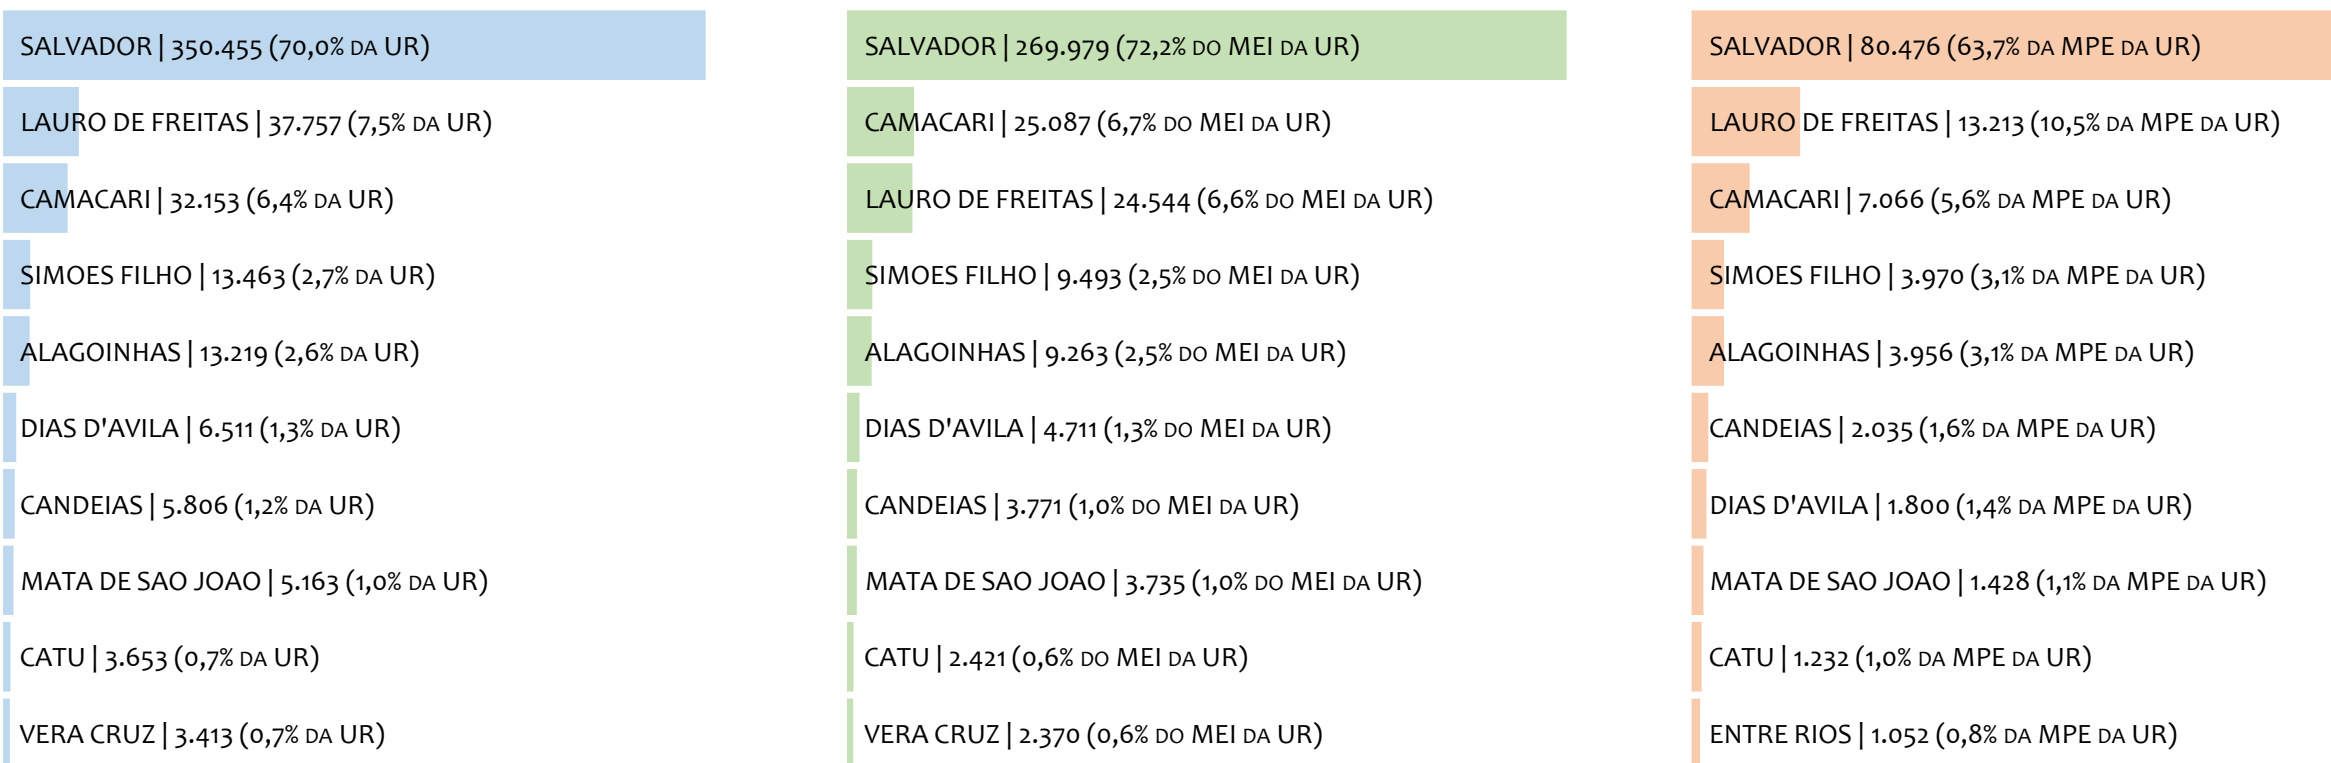 SALVADOR | 350.455 (70,0% DA UR)
LAURO DE FREITAS | 37.757 (7,5% DA UR)
CAMACARI | 32.153 (6,4% DA UR)
SIMOES FILHO | 13.463 (2,7% DA UR)
ALAGOINHAS | 13.219 (2,6% DA UR)
DIAS D'AVILA | 6.511 (1,3% DA UR)
CANDEIAS | 5.806 (1,2% DA UR)
MATA DE SAO JOAO | 5.163 (1,0% DA UR)
CATU | 3.653 (0,7% DA UR)
VERA CRUZ | 3.413 (0,7% DA UR)
SALVADOR | 269.979 (72,2% DO MEI DA UR)
CAMACARI | 25.087 (6,7% DO MEI DA UR)
LAURO DE FREITAS | 24.544 (6,6% DO MEI DA UR)
SIMOES FILHO | 9.493 (2,5% DO MEI DA UR)
ALAGOINHAS | 9.263 (2,5% DO MEI DA UR)
DIAS D'AVILA | 4.711 (1,3% DO MEI DA UR)
CANDEIAS | 3.771 (1,0% DO MEI DA UR)
MATA DE SAO JOAO | 3.735 (1,0% DO MEI DA UR)
CATU | 2.421 (0,6% DO MEI DA UR)
VERA CRUZ | 2.370 (0,6% DO MEI DA UR)
SALVADOR | 80.476 (63,7% DA MPE DA UR)
LAURO DE FREITAS | 13.213 (10,5% DA MPE DA UR)
CAMACARI | 7.066 (5,6% DA MPE DA UR)
SIMOES FILHO | 3.970 (3,1% DA MPE DA UR)
ALAGOINHAS | 3.956 (3,1% DA MPE DA UR)
CANDEIAS | 2.035 (1,6% DA MPE DA UR)
DIAS D'AVILA | 1.800 (1,4% DA MPE DA UR)
MATA DE SAO JOAO | 1.428 (1,1% DA MPE DA UR)
CATU | 1.232 (1,0% DA MPE DA UR)
ENTRE RIOS | 1.052 (0,8% DA MPE DA UR)